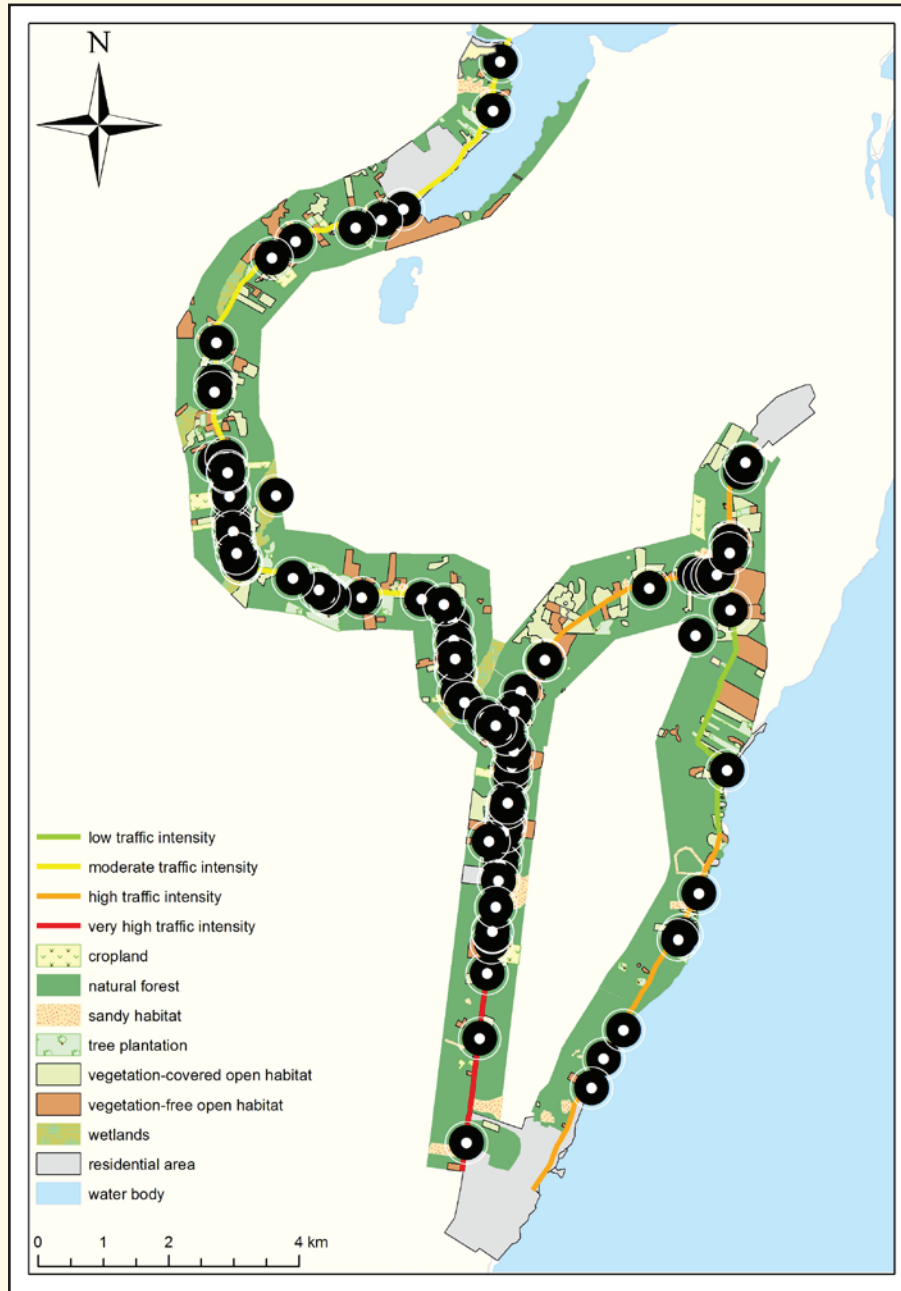 N
low traffic intensity
moderate traffic intensity
high traffic intensity
very high traffic intensity
cropland
natural forest
sandy habitat
tree plantation
vegetation-covered open habitat
vegetation-free open habitat
wetlands
residential area
water body
0 1 2 4 km